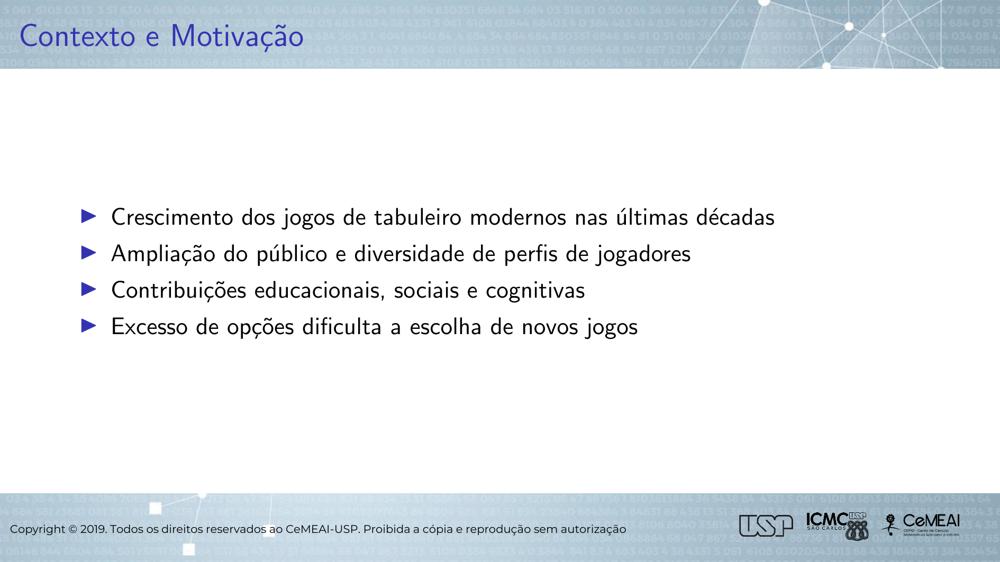 Contexto e Motivação
Crescimento dos jogos de tabuleiro modernos nas últimas décadas
Ampliação do público e diversidade de perfis de jogadores
Contribuições educacionais, sociais e cognitivas
Excesso de opções dificulta a escolha de novos jogos
Copyright © 2019. Todos os direitos reservados ao CeMEAI-USP. Proibida a cópia e reprodução sem autorização
USP
ICMC USP
SÃO CARLOS
CeMEAI
CEPID - Centro de Ciências
Matemáticas Aplicadas à Indústria